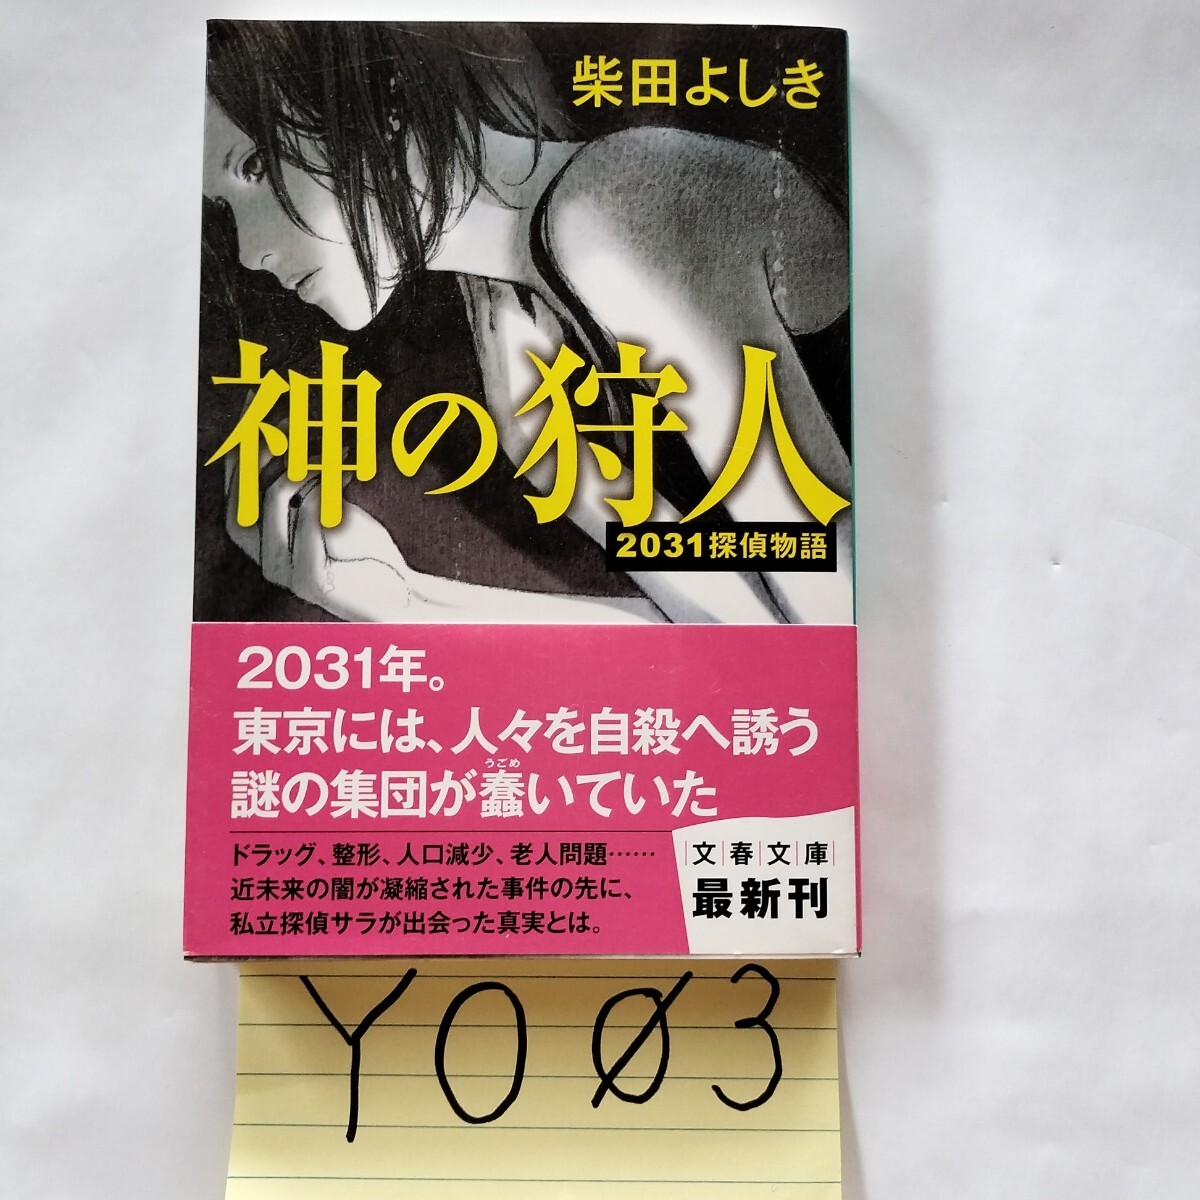 柴田よしき
神の狩人
2031探偵物語
2031年。
東京には、人々を自殺へ誘う
謎の集団が蠢いていた
うごめ
ドラッグ、整形、人口減少、老人問題……
近未来の闇が凝縮された事件の先に、
私立探偵サラが出会った真実とは。
文春文庫
最新刊
YO Ø3